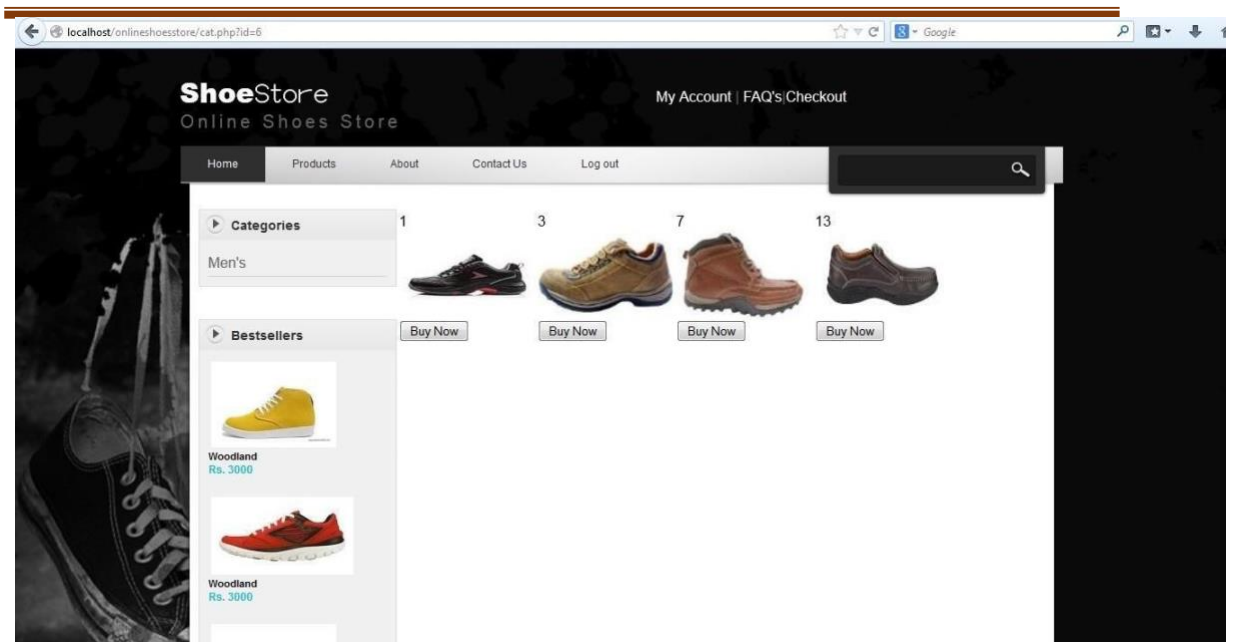 localhost/onlineshoesstore/cat.php?id=6
Google
ShoeStore
Online Shoes Store
My Account | FAQ's|Checkout
Home Products About Contact Us Log out
Categories
Men's
1 3 7 13
Buy Now Buy Now Buy Now Buy Now
Bestsellers
Woodland
Rs. 3000
Woodland
Rs. 3000